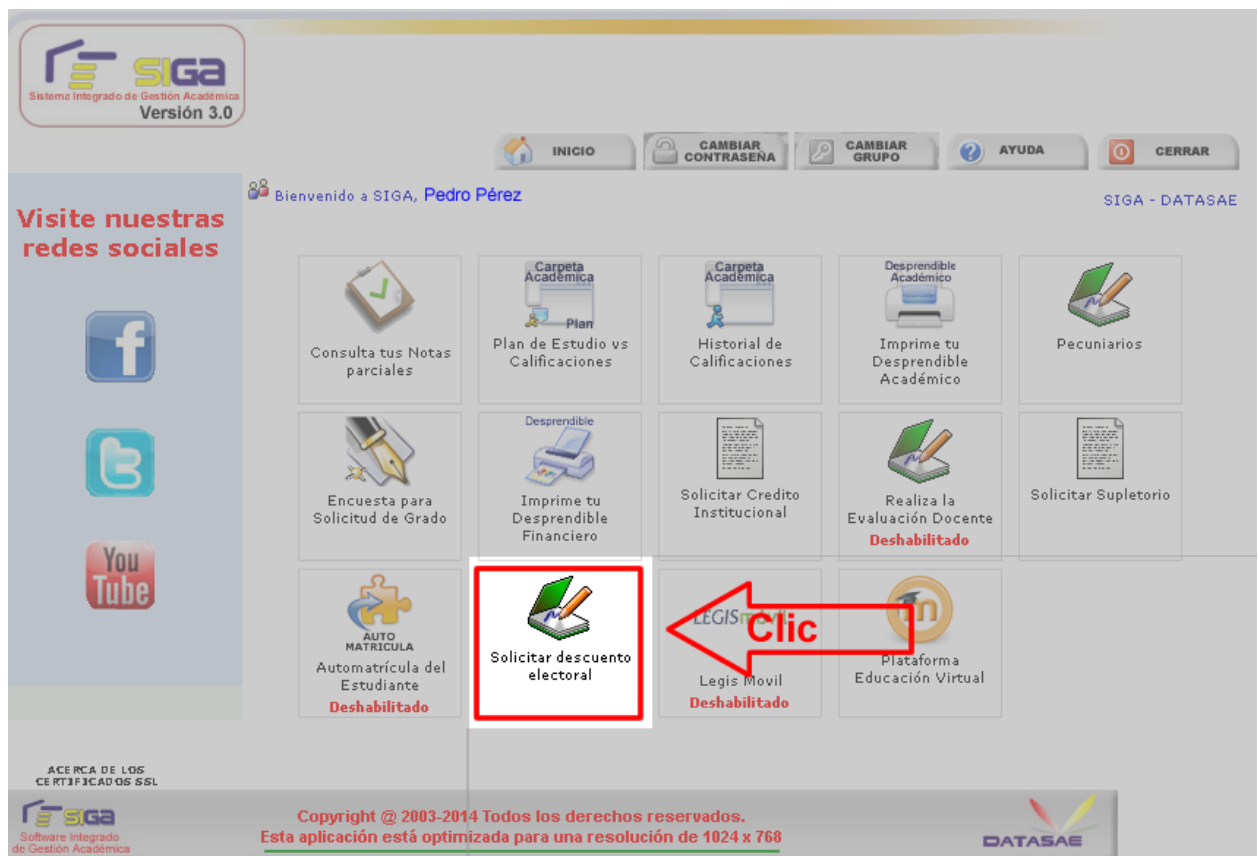 SIGa
Sistema Integrado de Gestión Académica
Versión 3.0
INICIO
CAMBIAR
CONTRASEÑA
CAMBIAR
GRUPO
AYUDA
CERRAR
Bienvenido a SIGA, Pedro Pérez
SIGA - DATASAE
Visite nuestras
redes sociales
f
t
You
Tube
Consulta tus Notas
parciales
Carpeta
Académica
Plan
Plan de Estudio vs
Calificaciones
Carpeta
Académica
Historial de
Calificaciones
Desprendible
Académico
Imprime tu
Desprendible
Académico
Pecuniarios
Encuesta para
Solicitud de Grado
Desprendible
Imprime tu
Desprendible
Financiero
Solicitar Credito
Institucional
Realiza la
Evaluación Docente
Deshabilitado
Solicitar Supletorio
AUTO
MATRICULA
Automatrícula del
Estudiante
Deshabilitado
Solicitar descuento
electoral
Clic
LEGISmóvil
Legis Movil
Deshabilitado
m
Plataforma
Educación Virtual
ACERCA DE LOS
CERTIFICADOS SSL
SIGa
Software Integrado
de Gestión Académica
Copyright @ 2003-2014 Todos los derechos reservados.
Esta aplicación está optimizada para una resolución de 1024 x 768
DATASAE